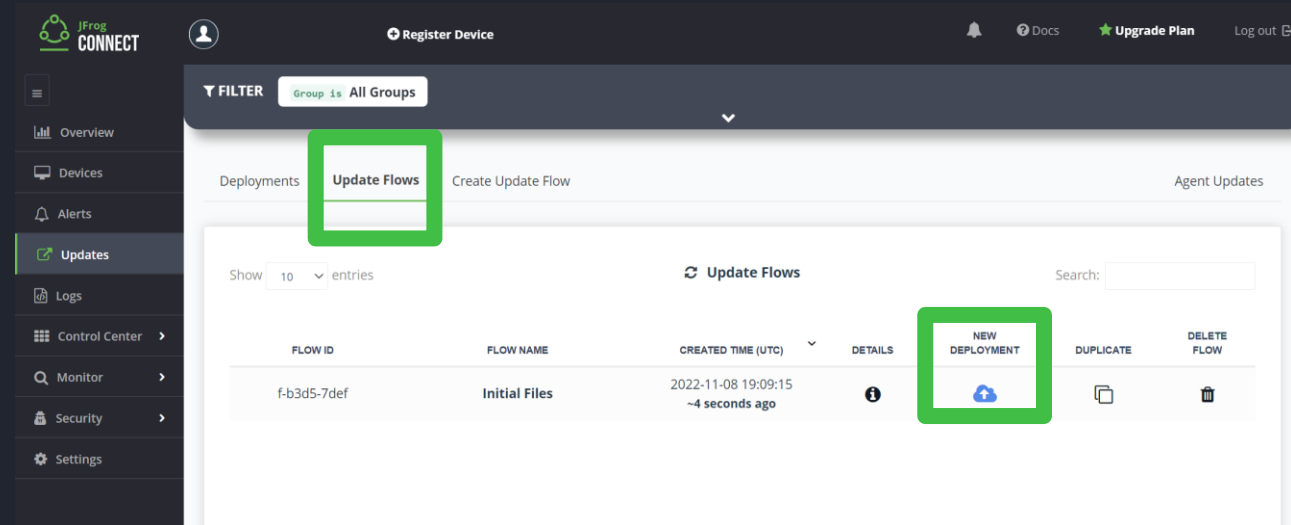 JFrog
CONNECT
Register Device
Docs
Upgrade Plan
Log out
FILTER
Group is All Groups
Overview
Devices
Alerts
Updates
Logs
Control Center
Monitor
Security
Settings
Deployments
Update Flows
Create Update Flow
Agent Updates
Show 10 entries
Update Flows
Search:
FLOW ID
FLOW NAME
CREATED TIME (UTC)
DETAILS
NEW
DEPLOYMENT
DUPLICATE
DELETE
FLOW
f-b3d5-7def
Initial Files
2022-11-08 19:09:15
~4 seconds ago